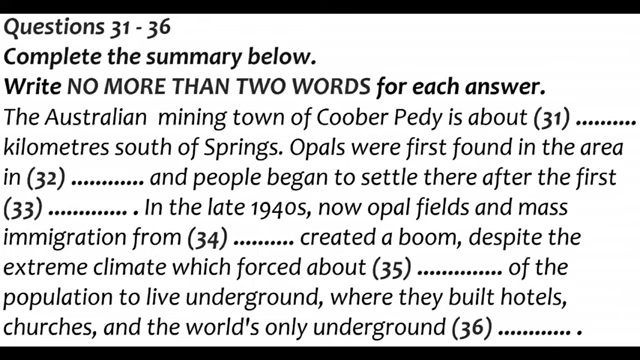 Questions 31 - 36
Complete the summary below.
Write NO MORE THAN TWO WORDS for each answer.
The Australian mining town of Coober Pedy is about (31) ..........
kilometres south of Springs. Opals were first found in the area
in (32) ............ and people began to settle there after the first
(33) ............. . In the late 1940s, now opal fields and mass
immigration from (34) .......... created a boom, despite the
extreme climate which forced about (35) .............. of the
population to live underground, where they built hotels,
churches, and the world's only underground (36) ............ .